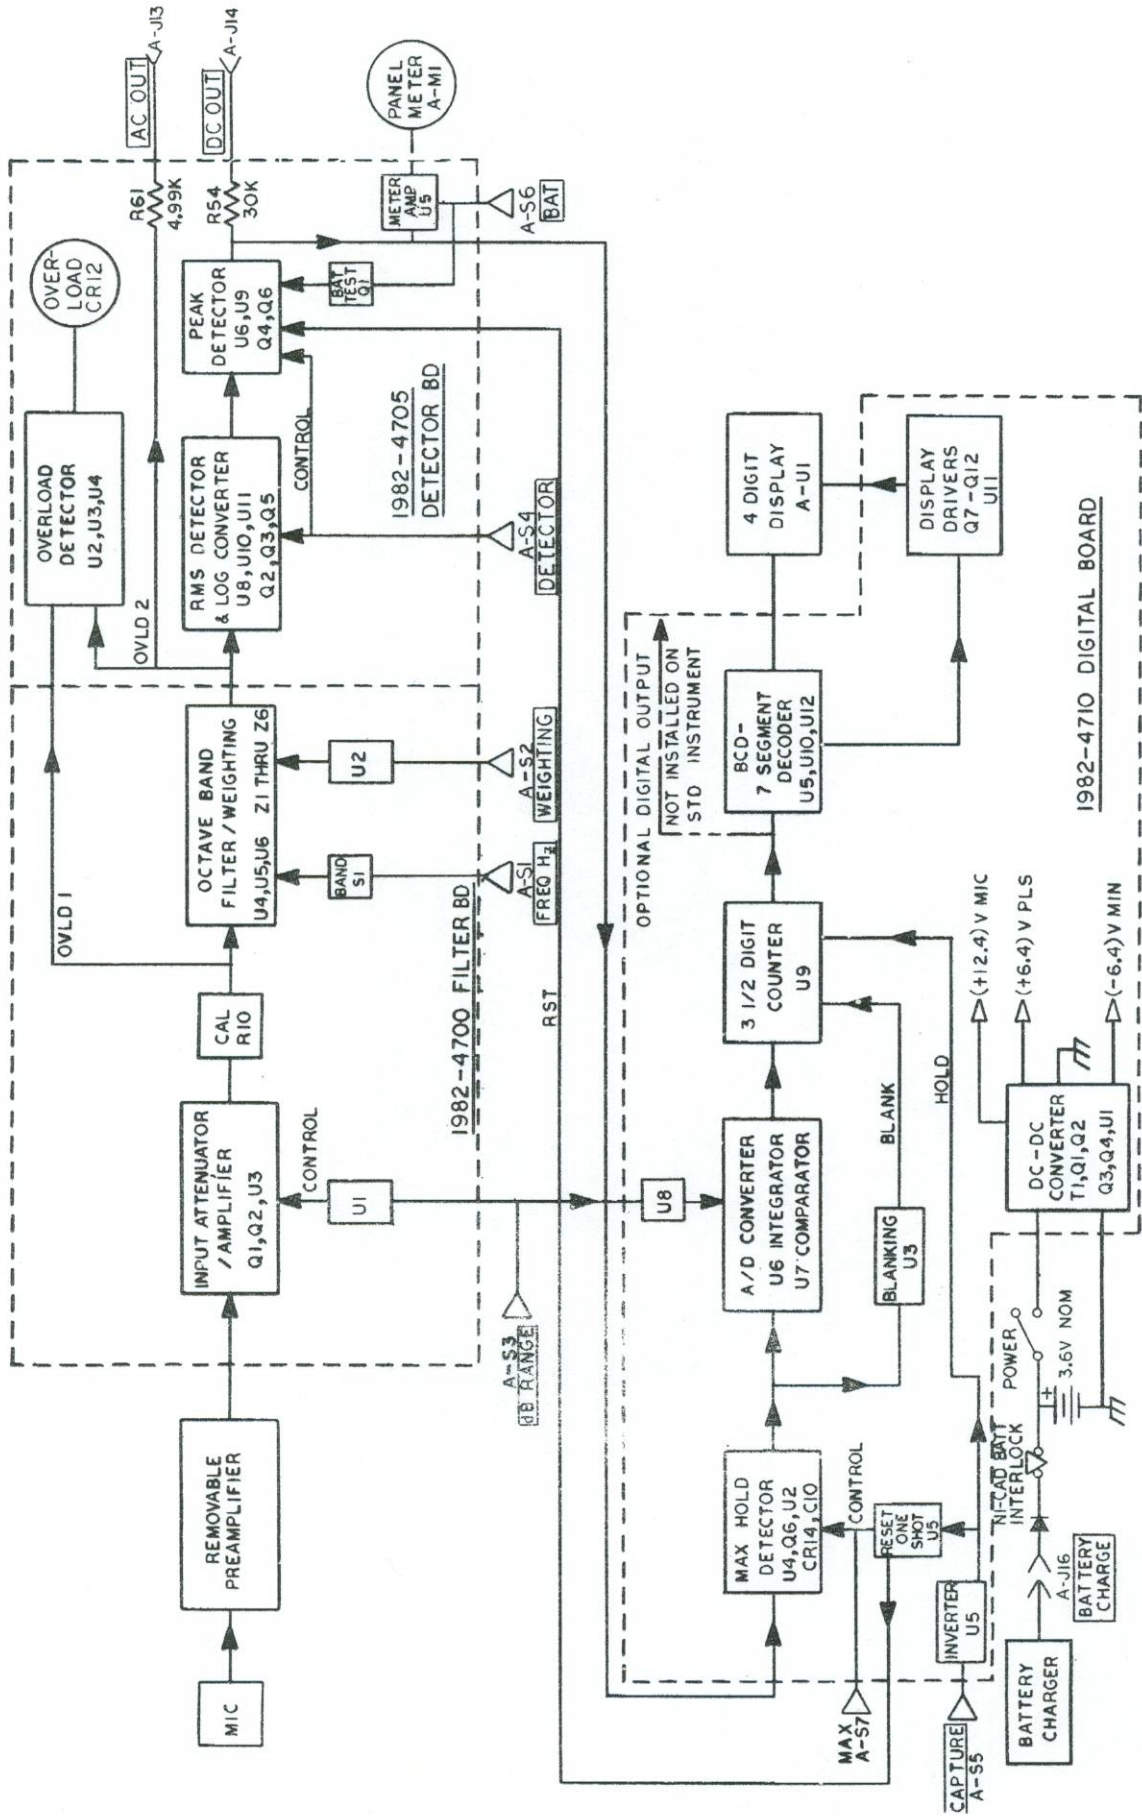 MIC
REMOVABLE
PREAMPLIFIER
INPUT ATTENUATOR
/AMPLIFIER
Q1,Q2,U3
CONTROL
U1
CAL
R10
OVLD 1
OCTAVE BAND
FILTER/WEIGHTING
U4,U5,U6 Z1 THRU Z6
BAND
S1
U2
1982-4700 FILTER BD
A-S3
dB RANGE
A-S1
FREQ Hz
A-S2
WEIGHTING
OVLD 2
OVERLOAD
DETECTOR
U2,U3,U4
OVER-
LOAD
CR12
RMS DETECTOR
& LOG CONVERTER
U8,U10,U11
Q2,Q3,Q5
CONTROL
PEAK
DETECTOR
U6,U9
Q4,Q6
BAT
TEST
Q1
1982-4705
DETECTOR BD
A-S4
DETECTOR
R61
4.99K
AC OUT
A-J13
R54
30K
DC OUT
A-J14
METER
AMP
U5
PANEL
METER
A-M1
A-S6
BAT
RST
MAX HOLD
DETECTOR
U4,Q6,U2
CR14,C10
CONTROL
RESET
ONE
SHOT
U5
MAX
A-S7
CAPTURE
A-S5
INVERTER
U5
U8
A/D CONVERTER
U6 INTEGRATOR
U7 COMPARATOR
BLANKING
U3
BLANK
HOLD
3 1/2 DIGIT
COUNTER
U9
OPTIONAL DIGITAL OUTPUT
NOT INSTALLED ON
STD INSTRUMENT
BCD-
7 SEGMENT
DECODER
U5,U10,U12
4 DIGIT
DISPLAY
A-U1
DISPLAY
DRIVERS
Q7-Q12
U11
1982-4710 DIGITAL BOARD
BATTERY
CHARGER
A-J16
BATTERY
CHARGE
NI-CAD BATT
INTERLOCK
POWER
+
3.6V NOM
DC-DC
CONVERTER
T1,Q1,Q2
Q3,Q4,U1
(+12.4) V MIC
(+6.4) V PLS
(-6.4) V MIN